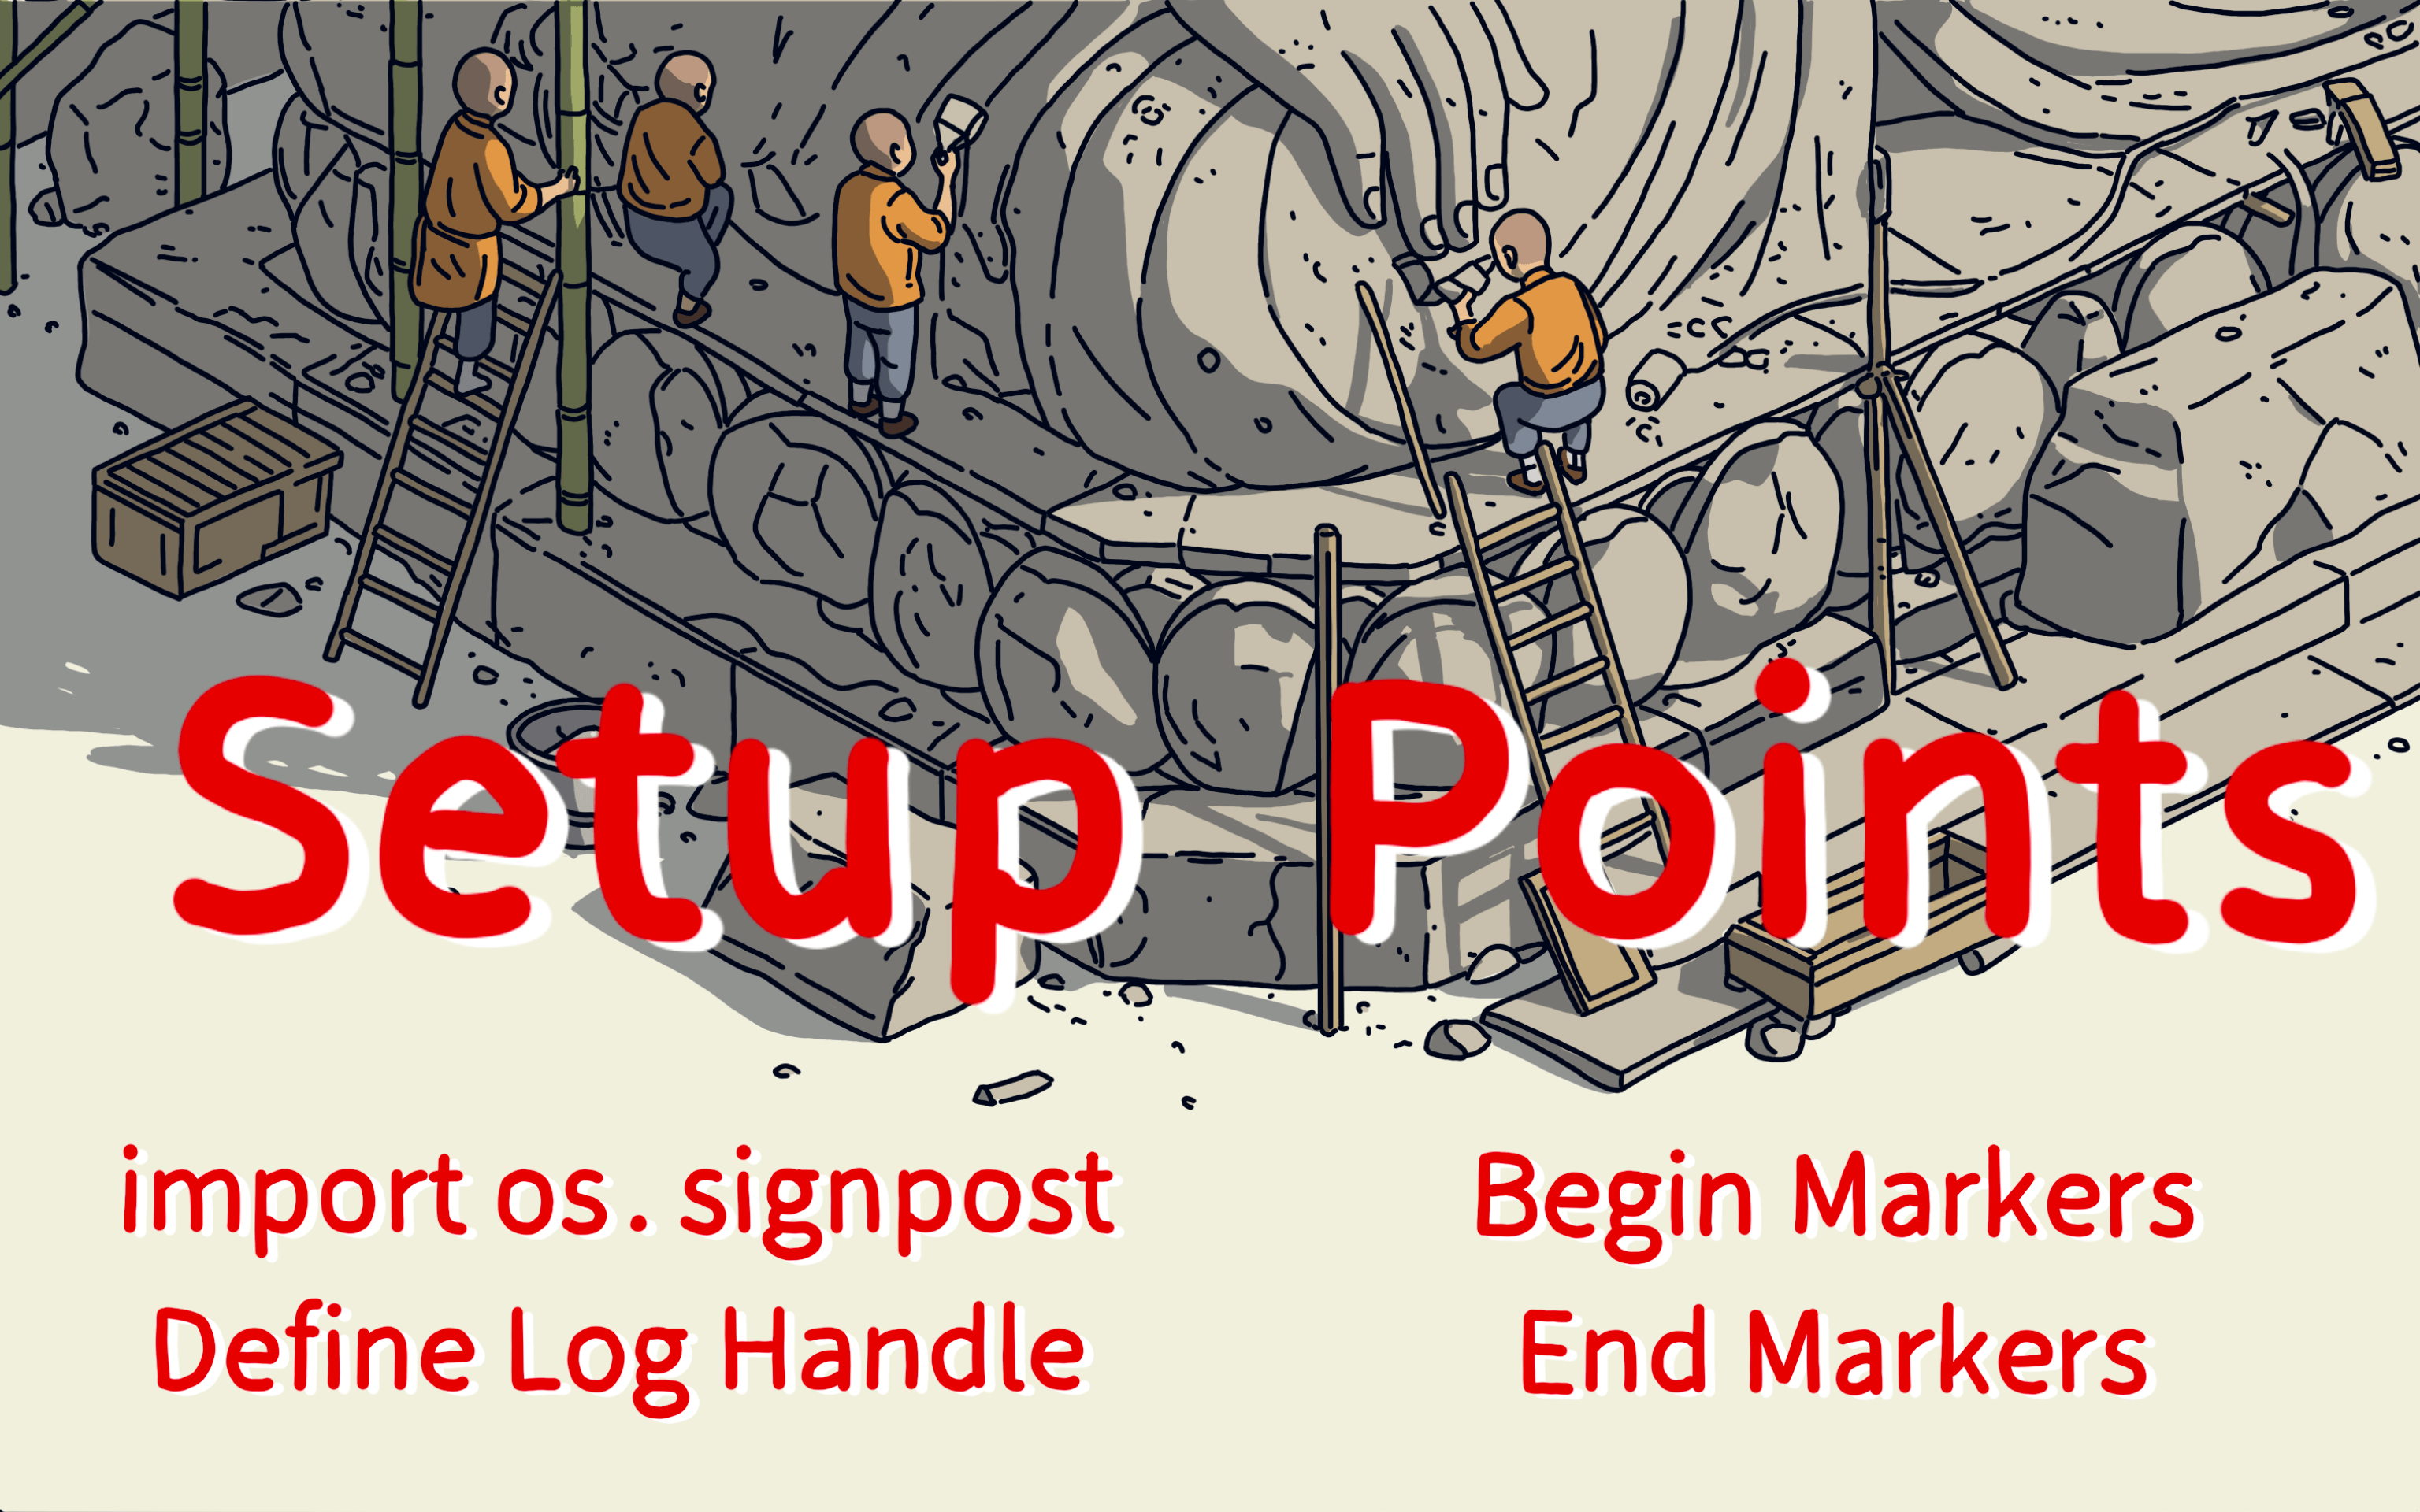 Setup Points
import os.signpost
Define Log Handle
Begin Markers
End Markers